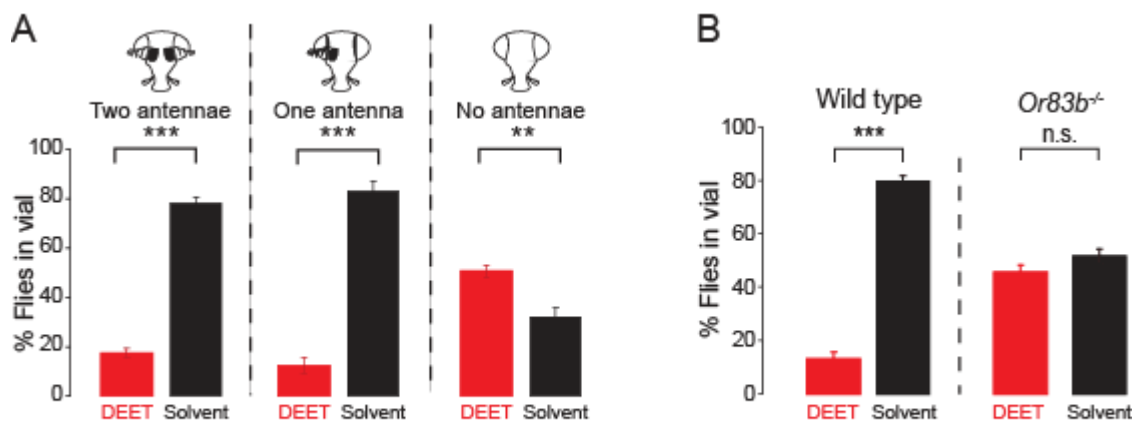 A
Two antennae
One antenna
No antennae
***
***
**
% Flies in vial
100
80
60
40
20
0
DEET
Solvent
DEET
Solvent
DEET
Solvent
B
Wild type
Or83b-/-
***
n.s.
% Flies in vial
100
80
60
40
20
0
DEET
Solvent
DEET
Solvent